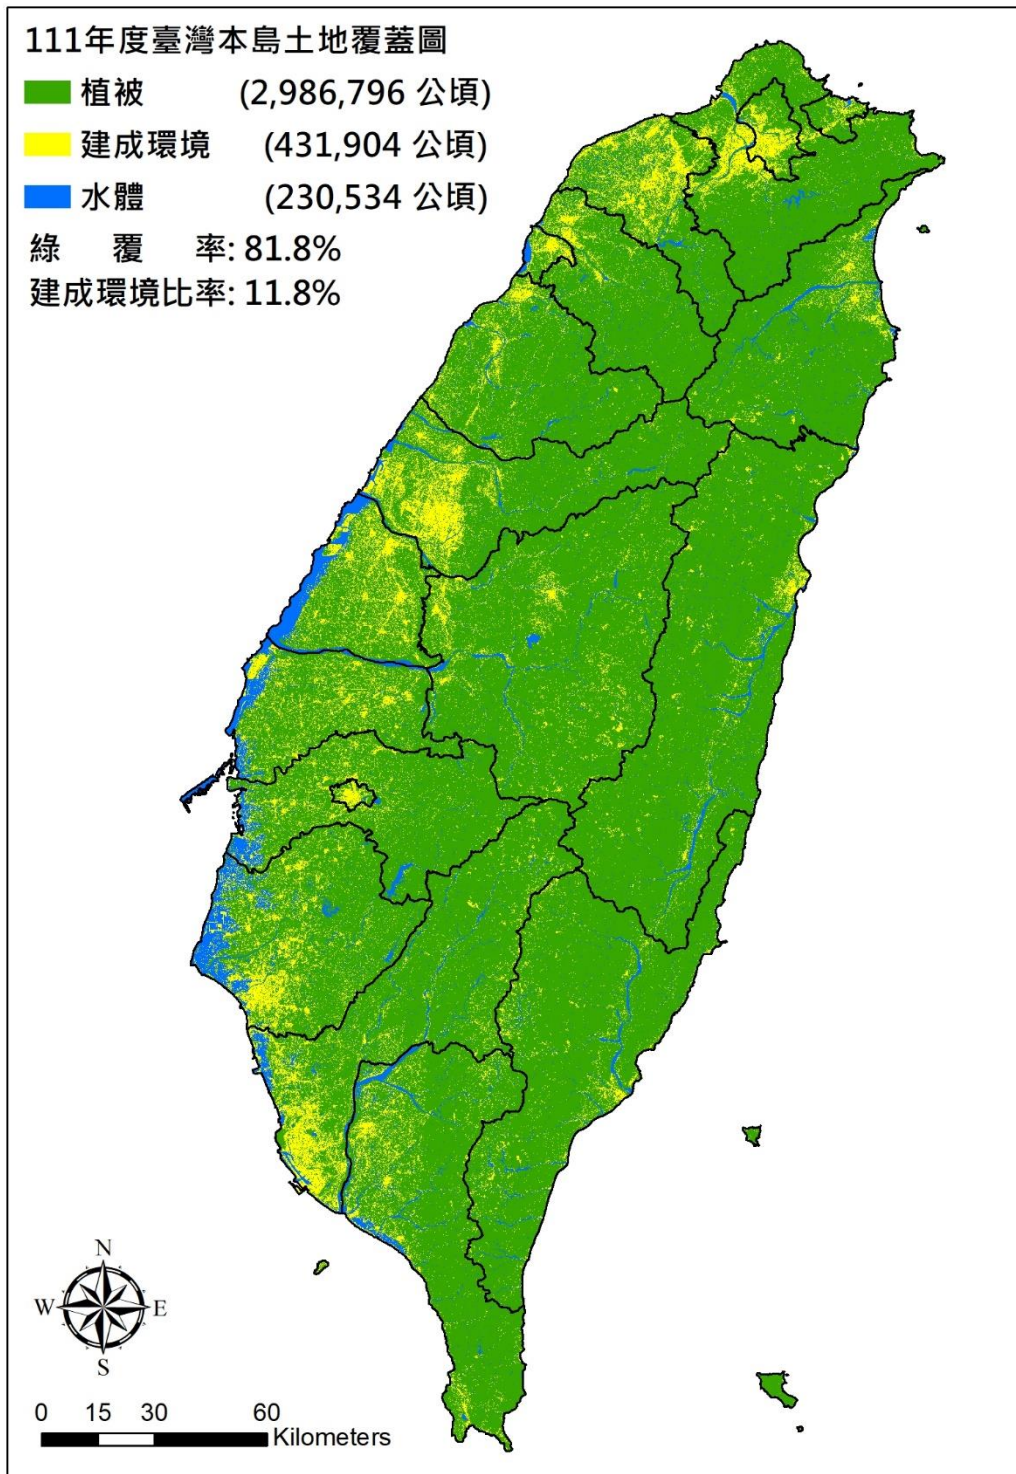 111年度臺灣本島土地覆蓋圖
植被 (2,986,796 公頃)
建成環境 (431,904 公頃)
水體 (230,534 公頃)
綠 覆 率: 81.8%
建成環境比率: 11.8%
N
W E
S
0 15 30 60
Kilometers